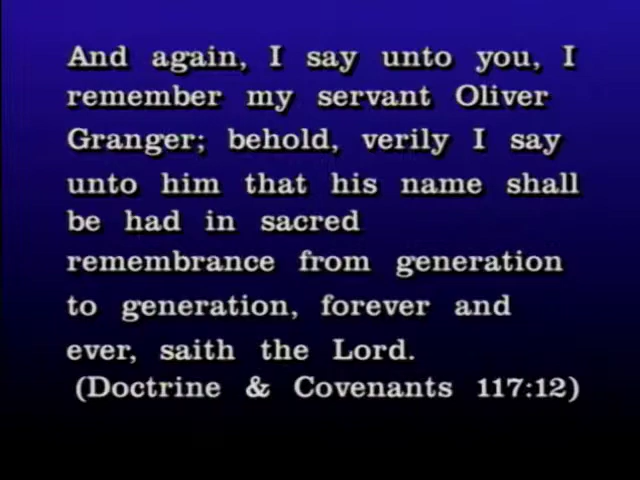 And again, I say unto you, I
remember my servant Oliver
Granger; behold, verily I say
unto him that his name shall
be had in sacred
remembrance from generation
to generation, forever and
ever, saith the Lord.
(Doctrine & Covenants 117:12)